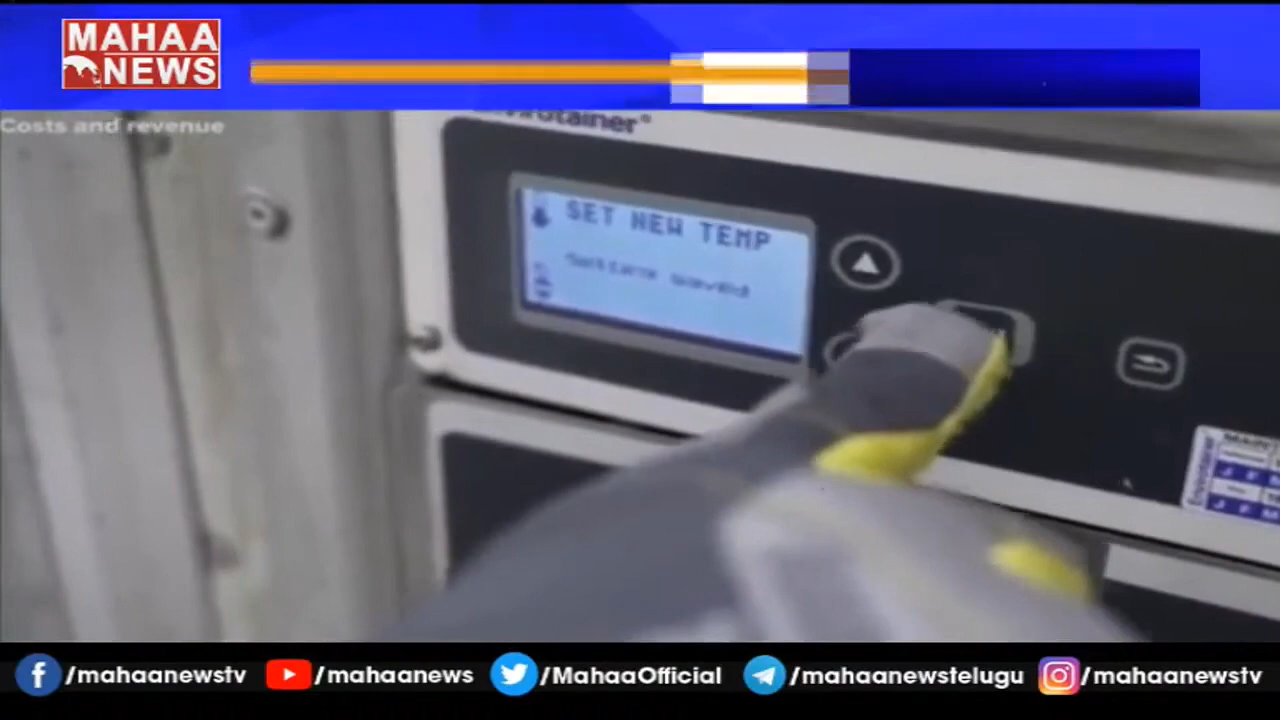 MAHAA
NEWS
Costs and revenue
SET NEW TEMP
/mahaanewstv
/mahaanews
/MahaaOfficial
/mahaanewstelugu
/mahaanewstv